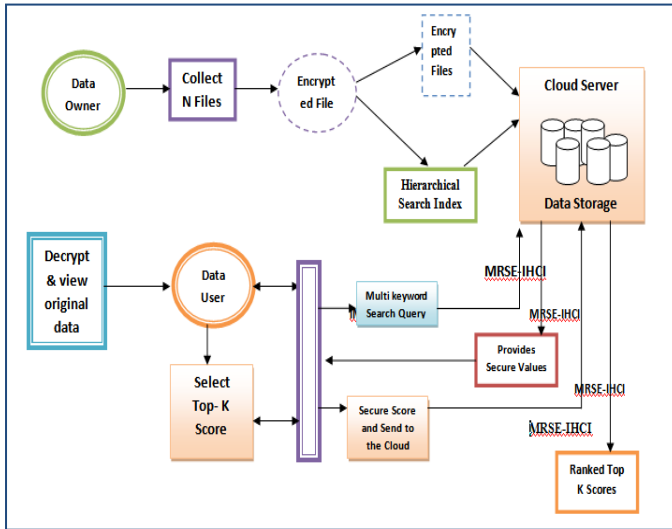 Data
Owner
Collect
N Files
Encrypt
ed File
Encry
pted
Files
Hierarchical
Search Index
Cloud Server
Data Storage
Decrypt
& view
original
data
Data
User
Select
Top- K
Score
Multi keyword
Search Query
MRSE-IHCI
MRSE-IHCI
Provides
Secure Values
MRSE-IHCI
Secure Score
and Send to
the Cloud
MRSE-IHCI
Ranked Top
K Scores